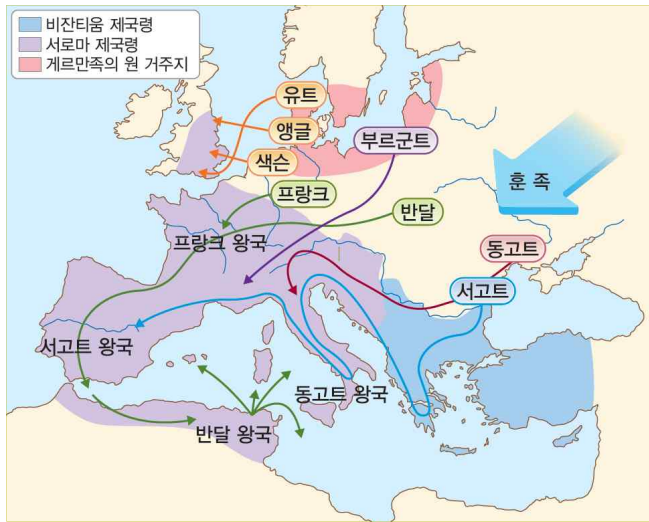 비잔티움 제국령
서로마 제국령
게르만족의 원 거주지
유트
앵글
색슨
부르군트
프랑크
반달
훈 족
동고트
서고트
프랑크 왕국
서고트 왕국
동고트 왕국
반달 왕국